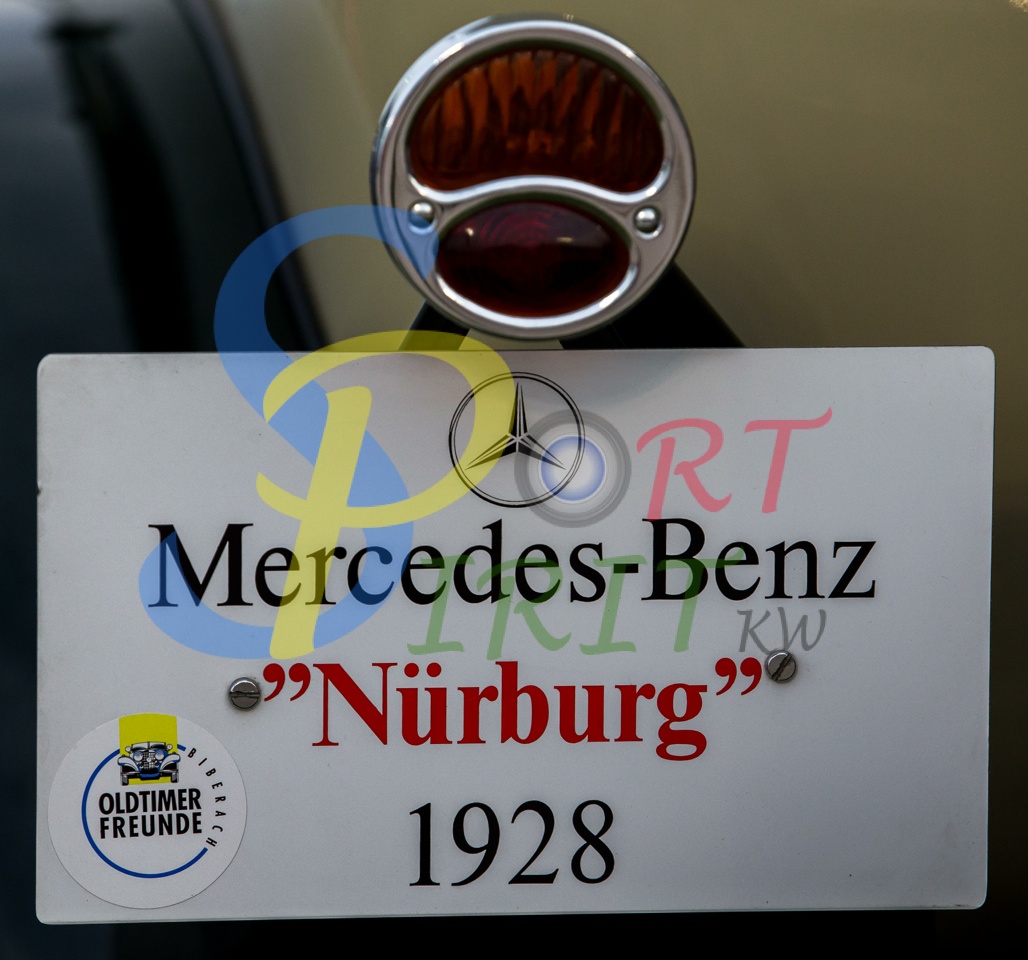 SPORT
SPIRIT
KW
Mercedes-Benz
”Nürburg”
1928
OLDTIMER
FREUNDE
BIBERACH